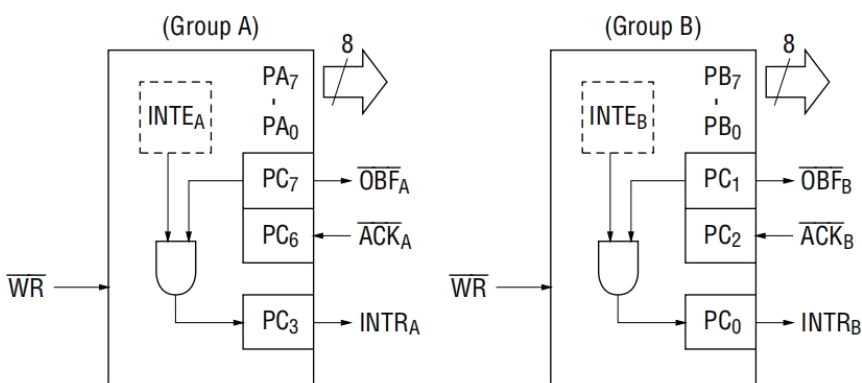 (Group A)
8
PA7
PA0
INTEA
PC7
OBFA
PC6
ACKA
WR
PC3
INTRA
(Group B)
8
PB7
PB0
INTEB
PC1
OBFB
PC2
ACKB
WR
PC0
INTRB